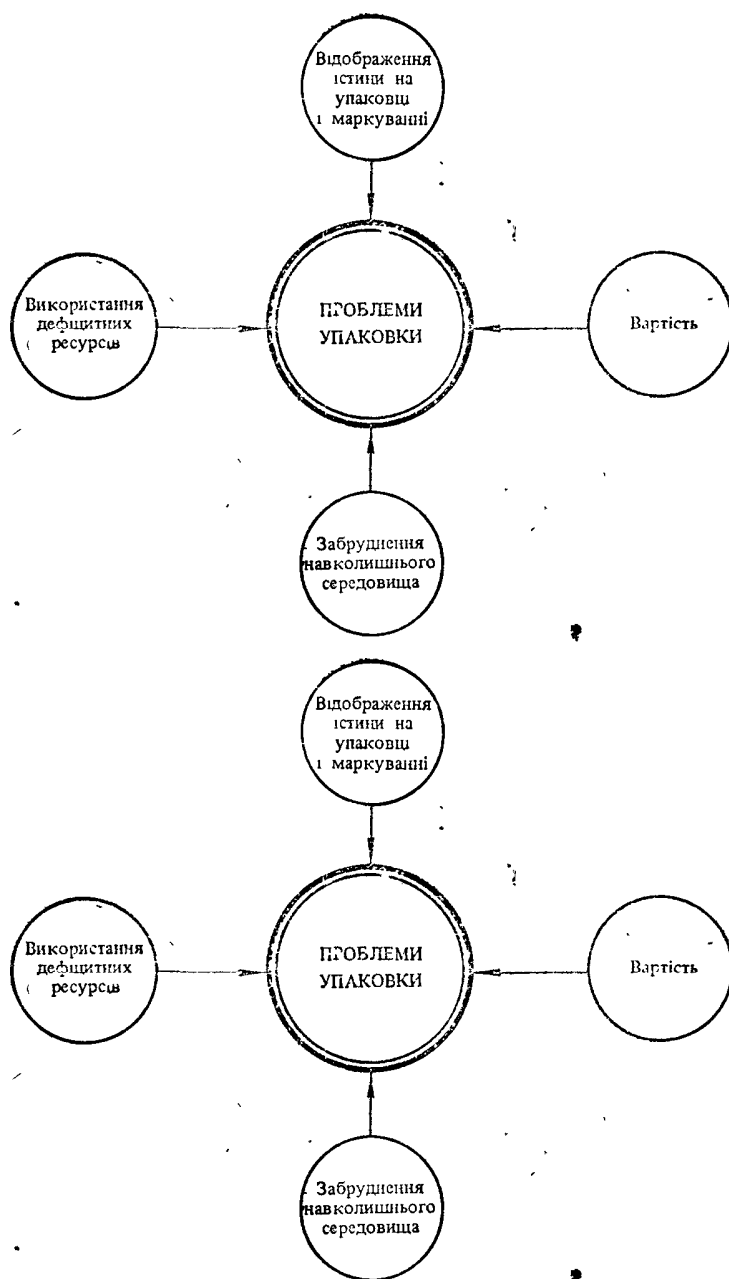 Відображення
істини на
упаковці
і маркуванні
Використання
дефіцитних
ресурсів
ПРОБЛЕМИ
УПАКОВКИ
Вартість
Забруднення
навколишнього
середовища
Відображення
істини на
упаковці
і маркуванні
Використання
дефіцитних
ресурсів
ПРОБЛЕМИ
УПАКОВКИ
Вартість
Забруднення
навколишнього
середовища